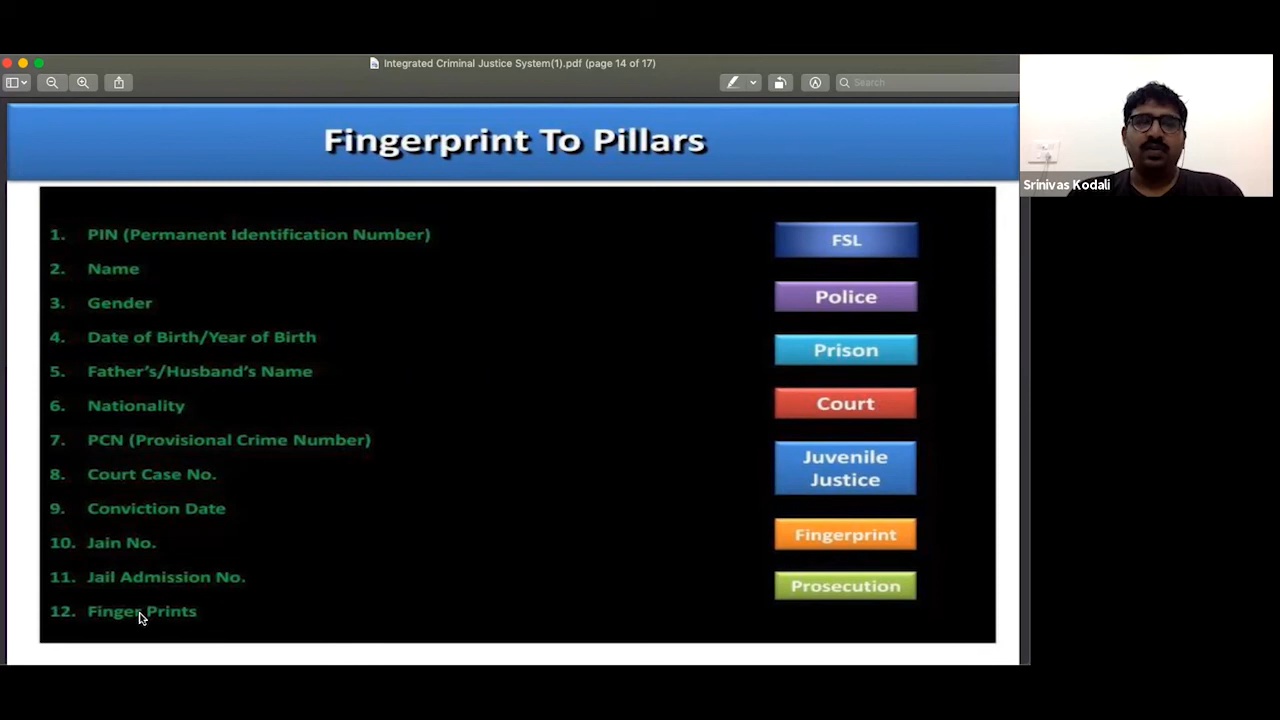 Integrated Criminal Justice System(1).pdf (page 14 of 17)
Search
Fingerprint To Pillars
Srinivas Kodali
1. PIN (Permanent Identification Number)
2. Name
3. Gender
4. Date of Birth/Year of Birth
5. Father's/Husband's Name
6. Nationality
7. PCN (Provisional Crime Number)
8. Court Case No.
9. Conviction Date
10. Jain No.
11. Jail Admission No.
12. Finger Prints
FSL
Police
Prison
Court
Juvenile
Justice
Fingerprint
Prosecution